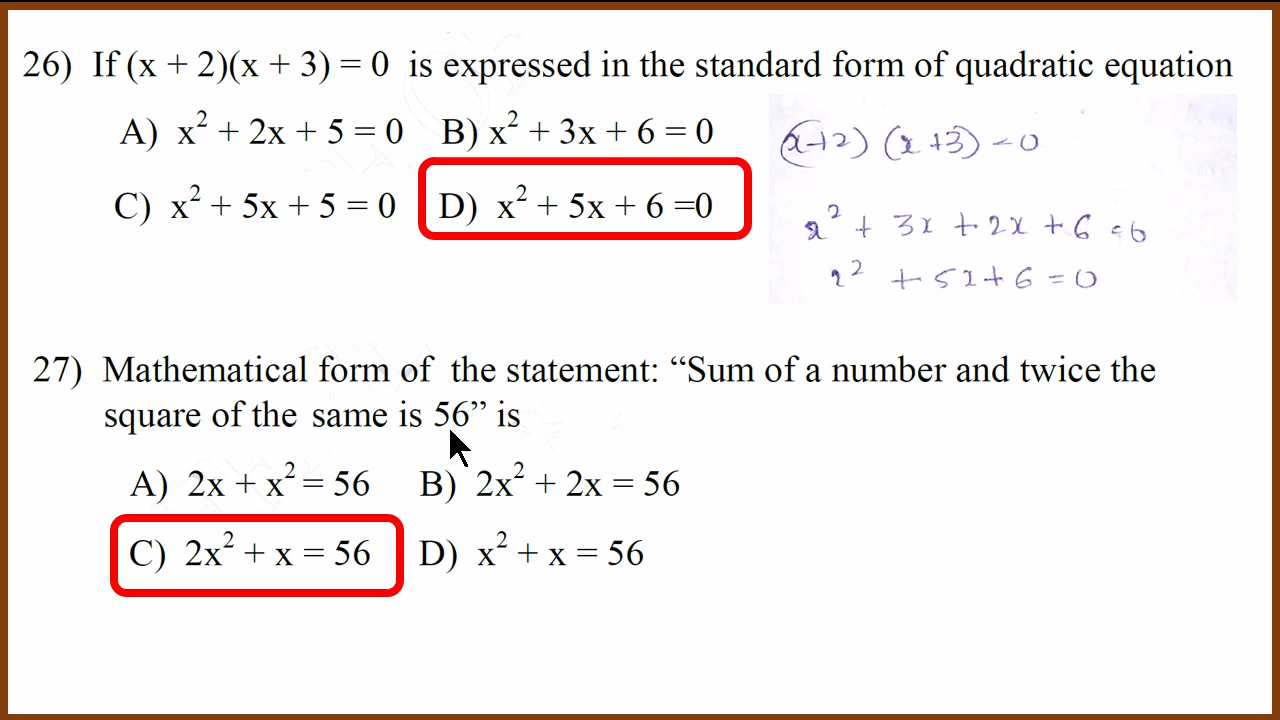 26) If (x + 2)(x + 3) = 0 is expressed in the standard form of quadratic equation
A) x² + 2x + 5 = 0 B) x² + 3x + 6 = 0
C) x² + 5x + 5 = 0 D) x² + 5x + 6 =0
(x+2) (x+3) = 0
x² + 3x + 2x + 6 = 0
x² + 5x + 6 = 0
27) Mathematical form of the statement: “Sum of a number and twice the
square of the same is 56” is
A) 2x + x² = 56 B) 2x² + 2x = 56
C) 2x² + x = 56 D) x² + x = 56